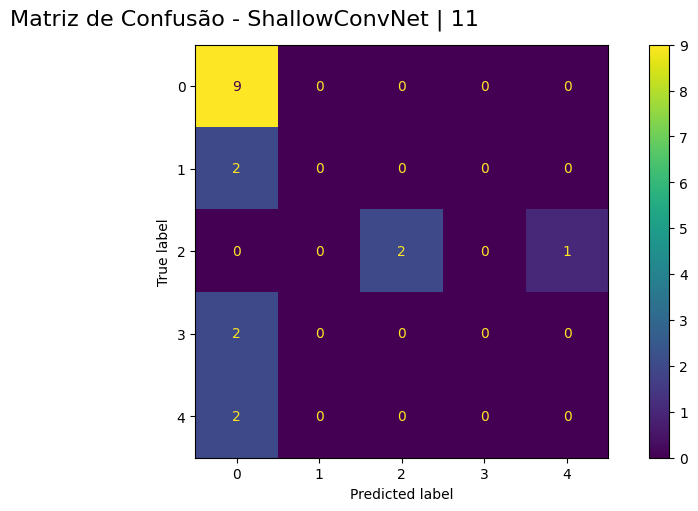 Matriz de Confusão - ShallowConvNet | 11
True label
0 9 0 0 0 0
1 2 0 0 0 0
2 0 0 2 0 1
3 2 0 0 0 0
4 2 0 0 0 0
0 1 2 3 4
Predicted label
9
8
7
6
5
4
3
2
1
0